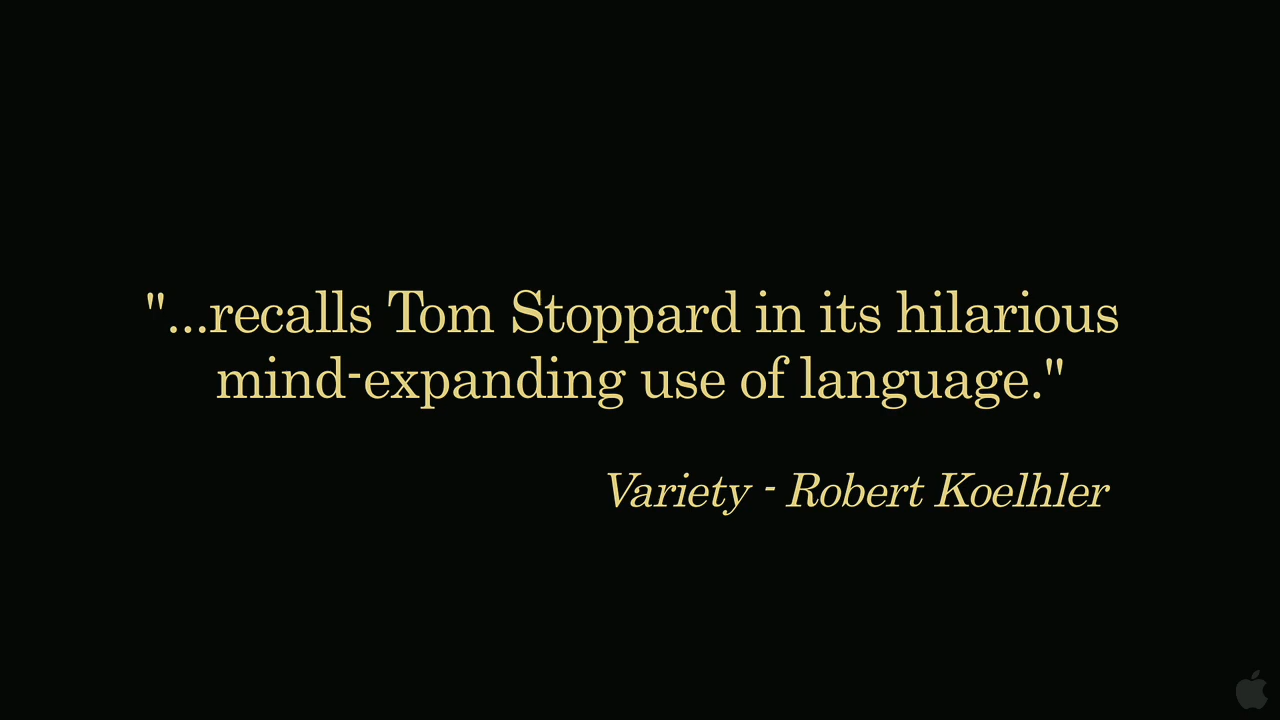 "...recalls Tom Stoppard in its hilarious
mind-expanding use of language."
Variety - Robert Koelhler